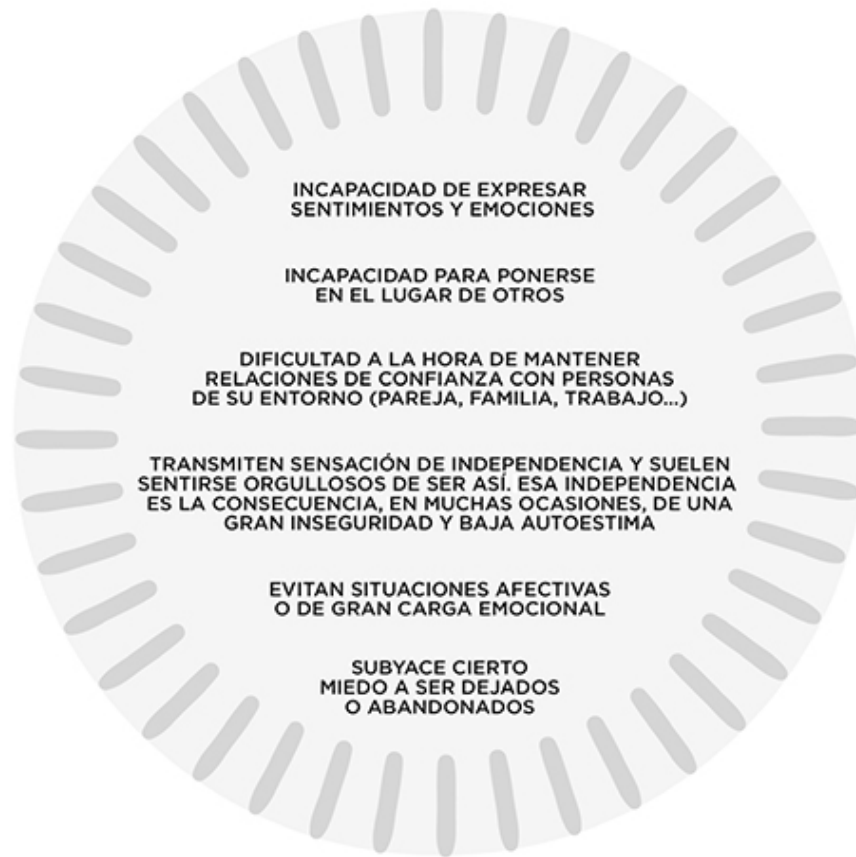 INCAPACIDAD DE EXPRESAR
SENTIMIENTOS Y EMOCIONES
INCAPACIDAD PARA PONERSE
EN EL LUGAR DE OTROS
DIFICULTAD A LA HORA DE MANTENER
RELACIONES DE CONFIANZA CON PERSONAS
DE SU ENTORNO (PAREJA, FAMILIA, TRABAJO...)
TRANSMITEN SENSACIÓN DE INDEPENDENCIA Y SUELEN
SENTIRSE ORGULLOSOS DE SER ASÍ. ESA INDEPENDENCIA
ES LA CONSECUENCIA, EN MUCHAS OCASIONES, DE UNA
GRAN INSEGURIDAD Y BAJA AUTOESTIMA
EVITAN SITUACIONES AFECTIVAS
O DE GRAN CARGA EMOCIONAL
SUBYACE CIERTO
MIEDO A SER DEJADOS
O ABANDONADOS